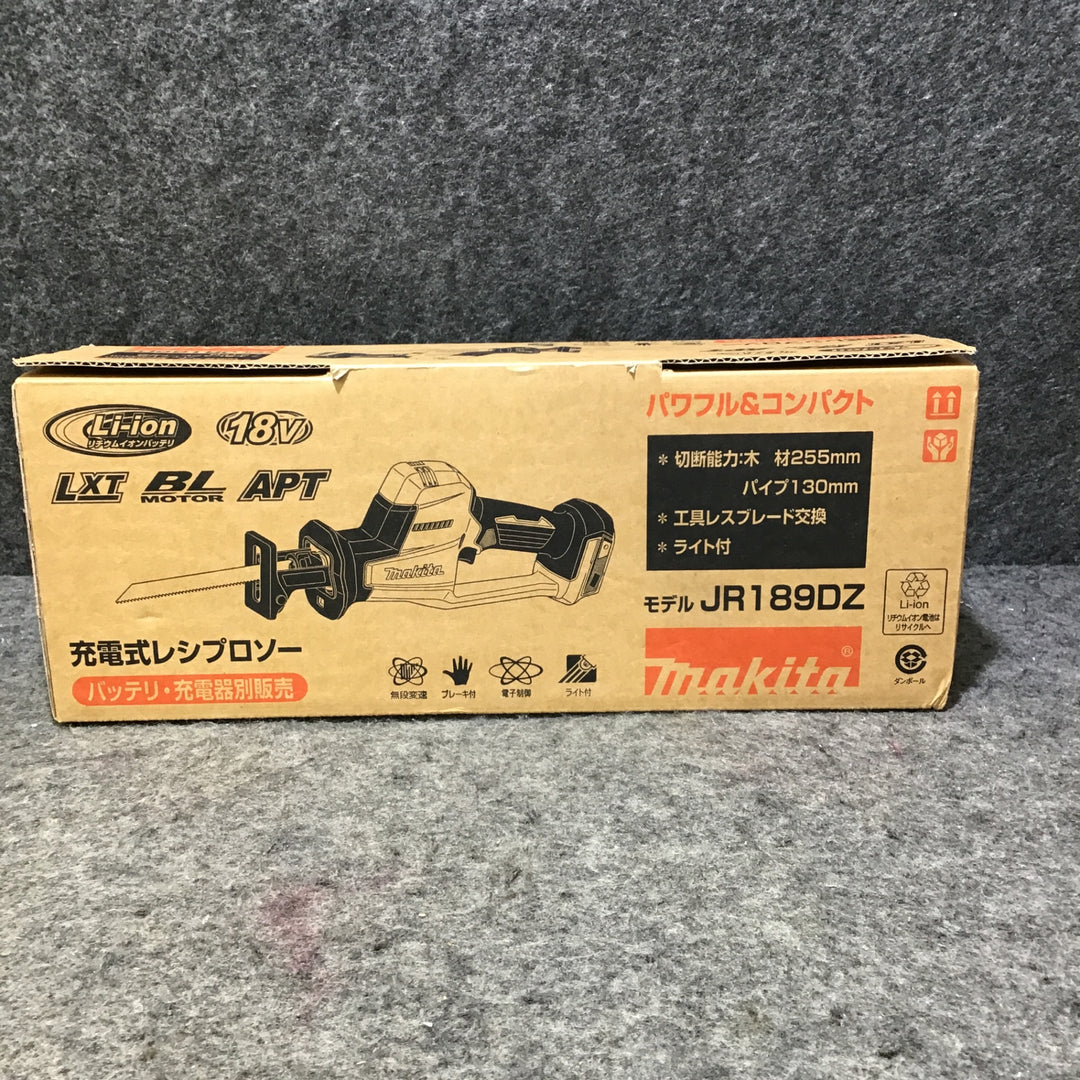 Li-ion
リチウムイオンバッテリ
18V
LXT
BL
MOTOR
APT
makita
充電式レシプロソー
バッテリ・充電器別販売
無段変速
ブレーキ付
電子制御
ライト付
パワフル&コンパクト
* 切断能力:木 材255mm
パイプ130mm
* 工具レスブレード交換
* ライト付
モデル JR189DZ
makita®
Li-ion
リチウムイオン電池は
リサイクルへ
ダンボール